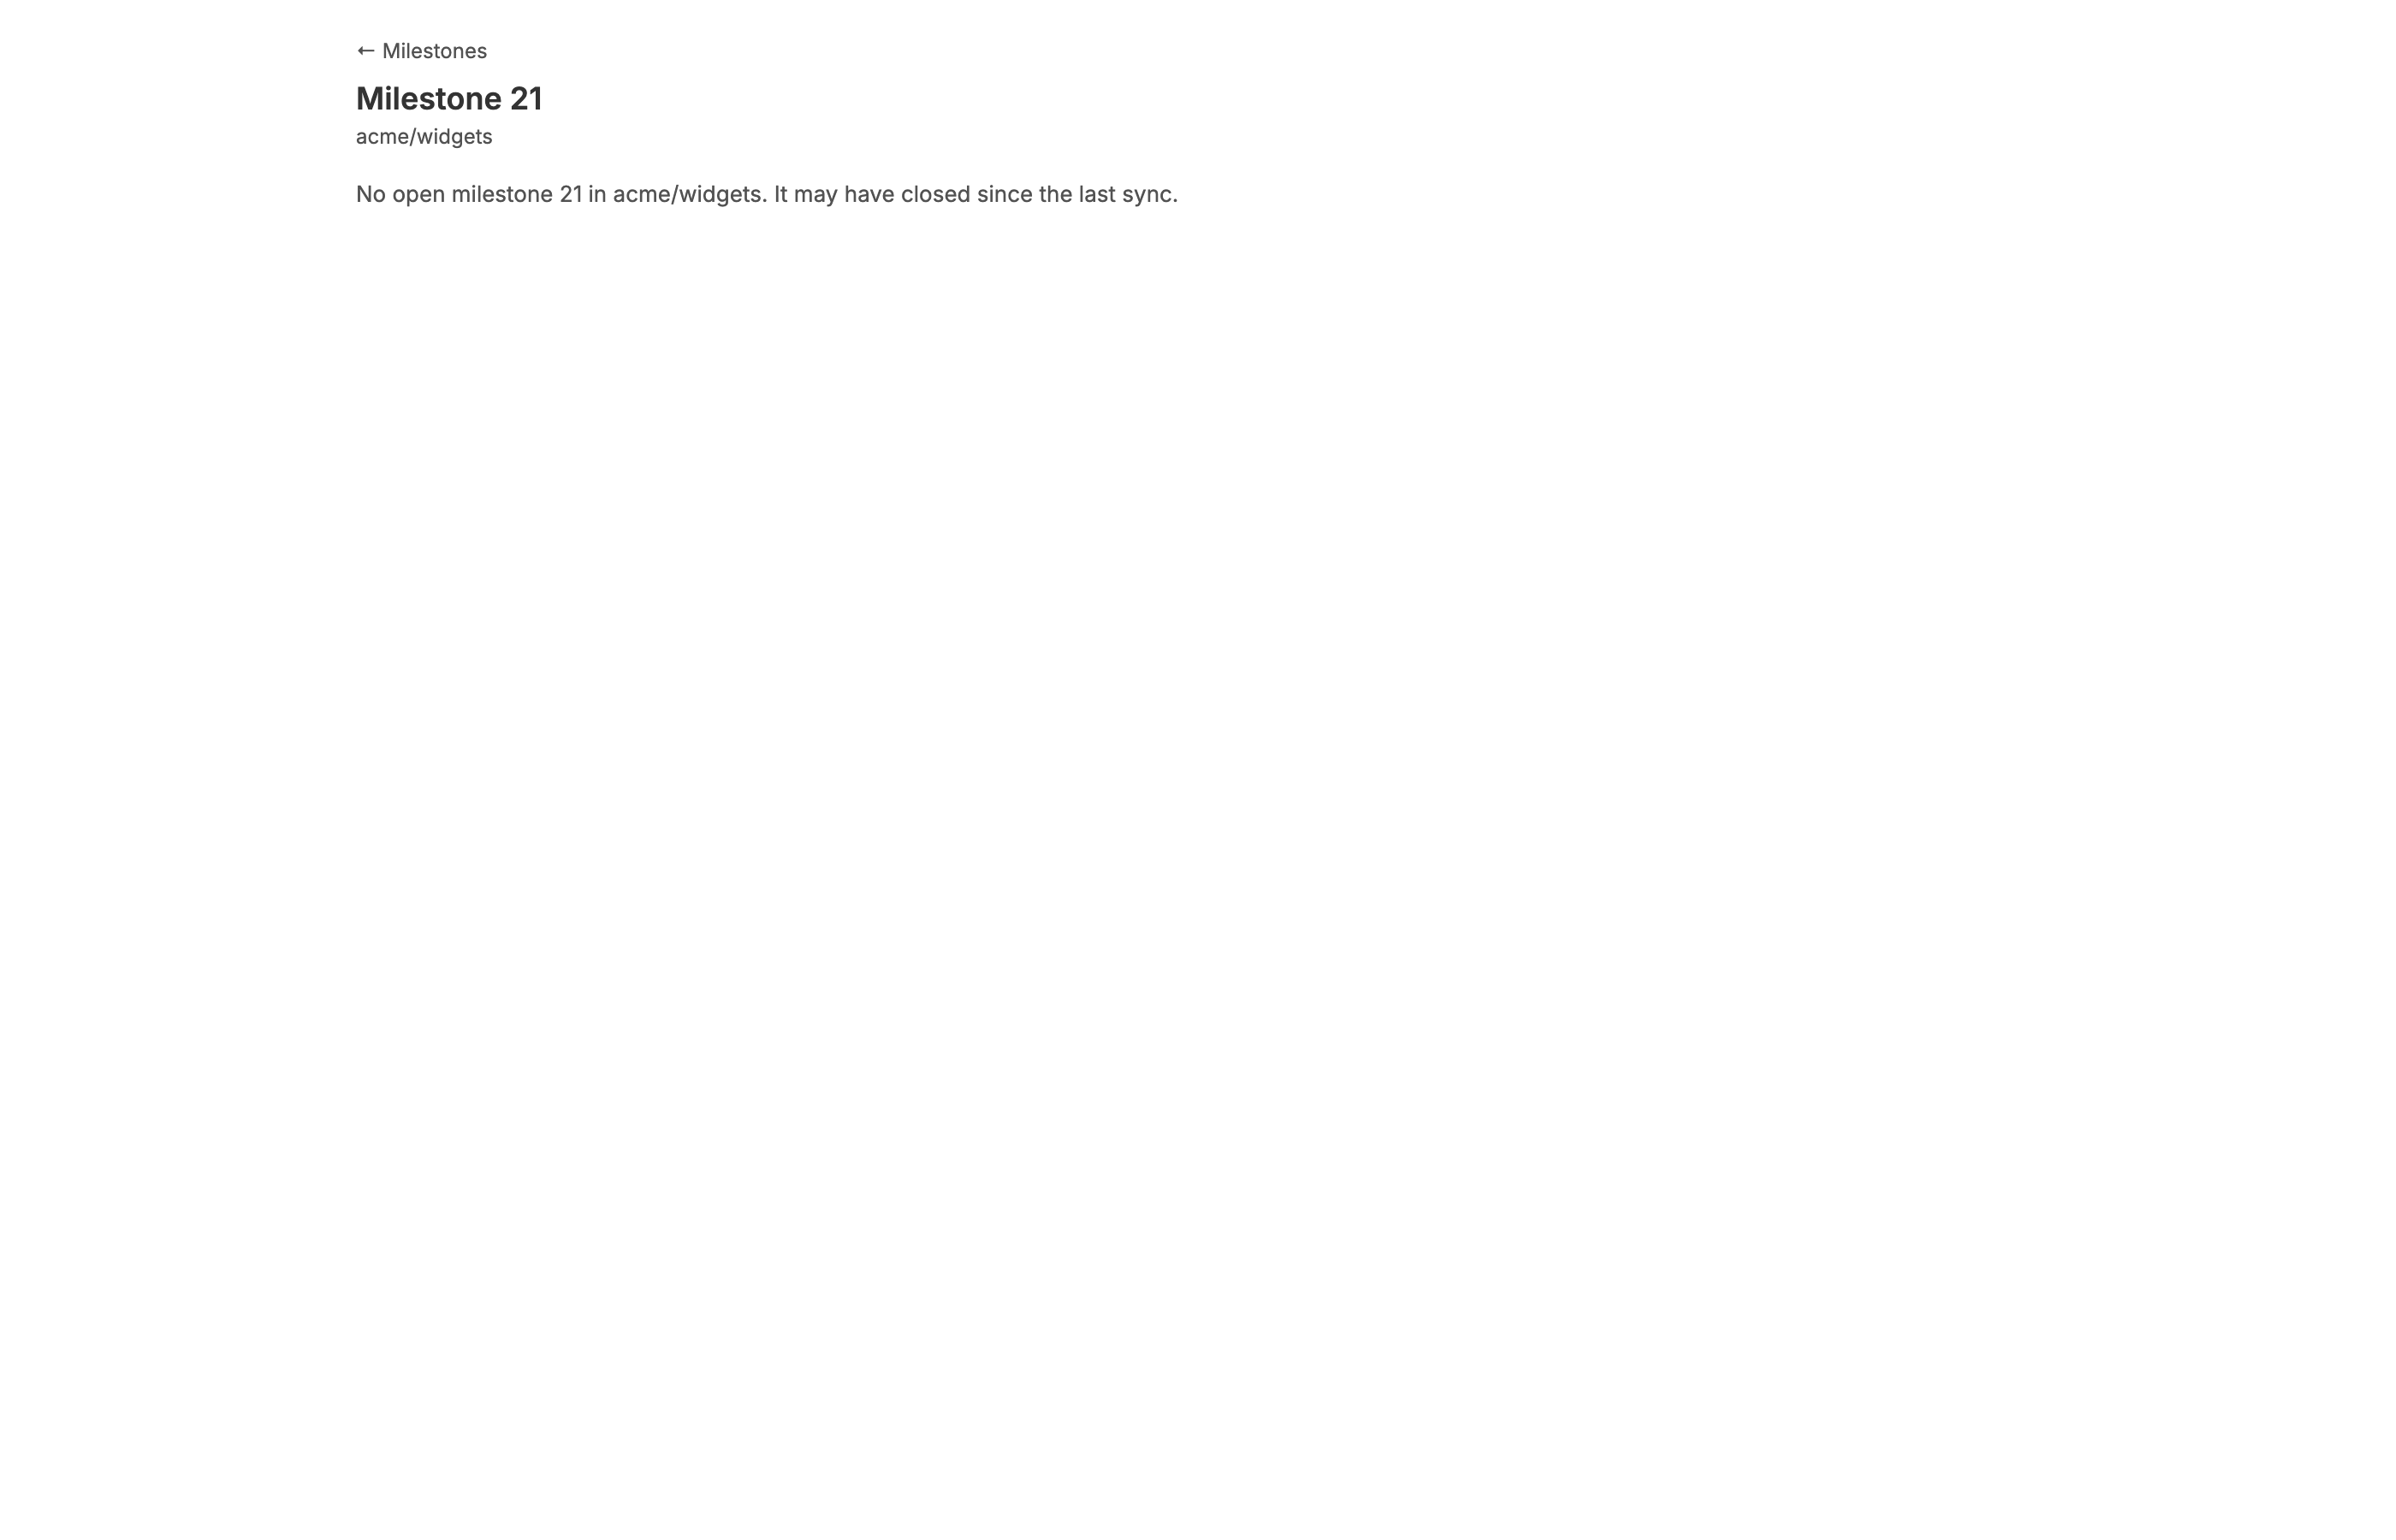 ← Milestones
Milestone 21
acme/widgets
No open milestone 21 in acme/widgets. It may have closed since the last sync.